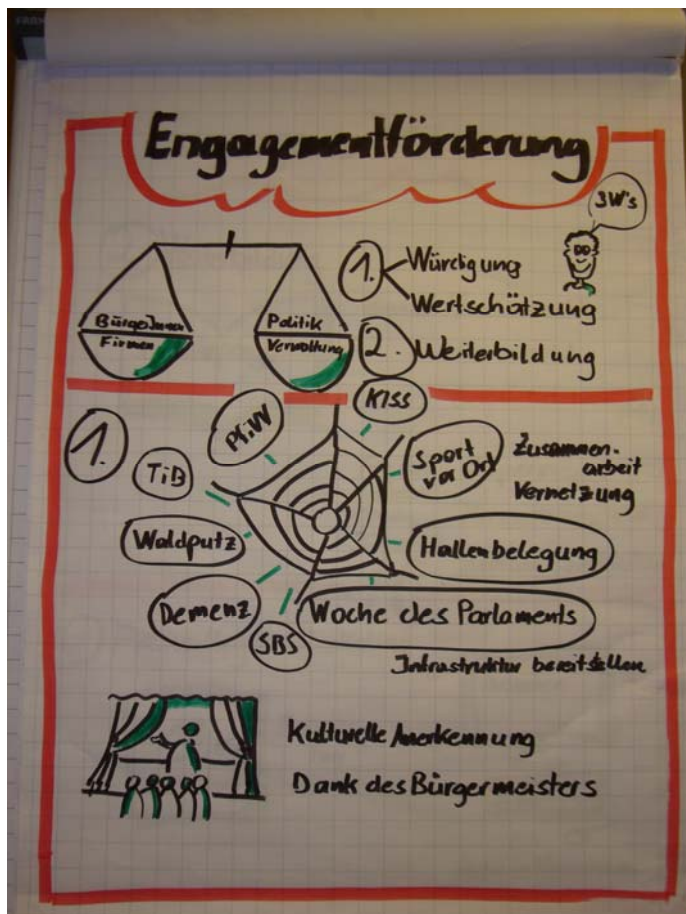 Engagementförderung
3W's
1. Würdigung
Wertschätzung
BürgerInnen
Firmen
Politik
Verwaltung
2. Weiterbildung
1.
PfiW
KISS
TiB
Sport
vor Ort
Zusammen-
arbeit
Vernetzung
Waldputz
Hallenbelegung
Demenz
SBS
Woche des Parlaments
Infrastruktur bereitstellen
Kulturelle Anerkennung
Dank des Bürgermeisters